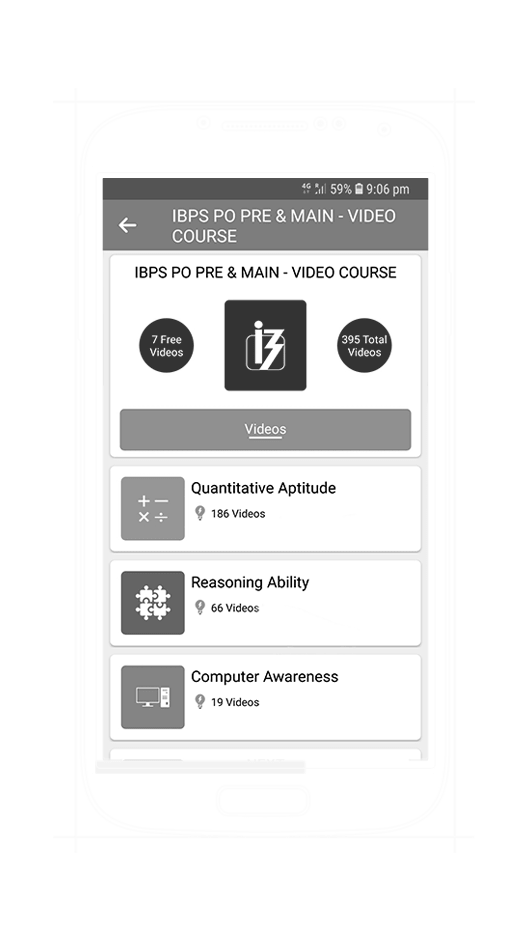 4G 59% 9:06 pm
IBPS PO PRE & MAIN - VIDEO
COURSE
IBPS PO PRE & MAIN - VIDEO COURSE
7 Free
Videos
395 Total
Videos
Videos
Quantitative Aptitude
186 Videos
Reasoning Ability
66 Videos
Computer Awareness
19 Videos